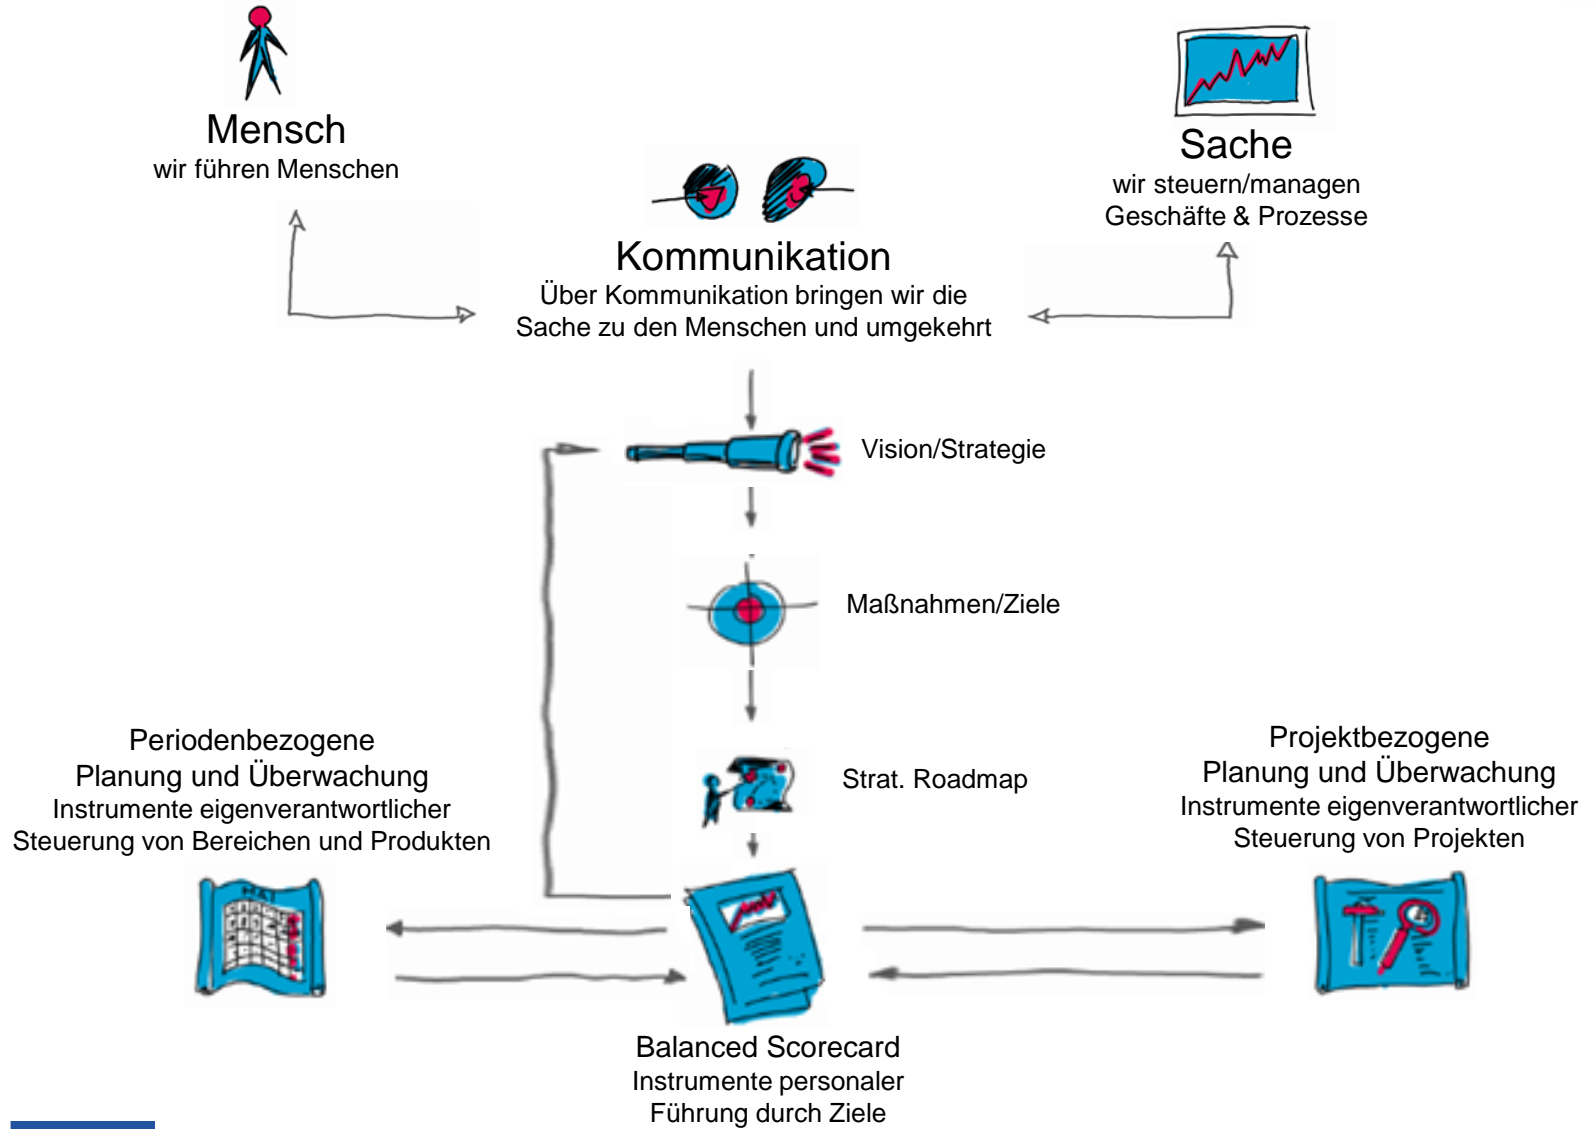 Mensch
wir führen Menschen
Sache
wir steuern/managen
Geschäfte & Prozesse
Kommunikation
Über Kommunikation bringen wir die
Sache zu den Menschen und umgekehrt
Vision/Strategie
Maßnahmen/Ziele
Strat. Roadmap
Periodenbezogene
Planung und Überwachung
Instrumente eigenverantwortlicher
Steuerung von Bereichen und Produkten
Projektbezogene
Planung und Überwachung
Instrumente eigenverantwortlicher
Steuerung von Projekten
MAI
Balanced Scorecard
Instrumente personaler
Führung durch Ziele